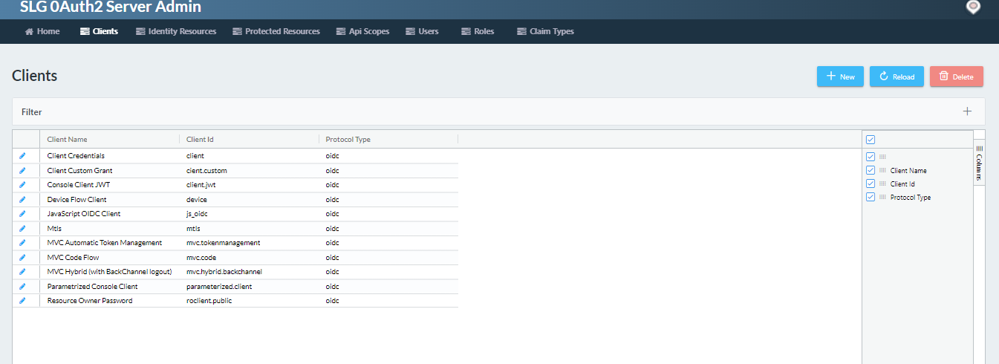 SLG 0Auth2 Server Admin
Home Clients Identity Resources Protected Resources Api Scopes Users Roles Claim Types
Clients
New Reload Delete
Filter
Client Name Client Id Protocol Type
Client Credentials client oidc
Client Custom Grant cient.custom oidc
Console Client JWT client.jwt oidc
Device Flow Client device oidc
JavaScript OIDC Client js_oidc oidc
Mtls mtls oidc
MVC Automatic Token Management mvc.tokenmanagement oidc
MVC Code Flow mvc.code oidc
MVC Hybrid (with BackChannel logout) mvc.hybrid.backchannel oidc
Parametrized Console Client parameterized.client oidc
Resource Owner Password roclient.public oidc
Client Name
Client Id
Protocol Type
Columns